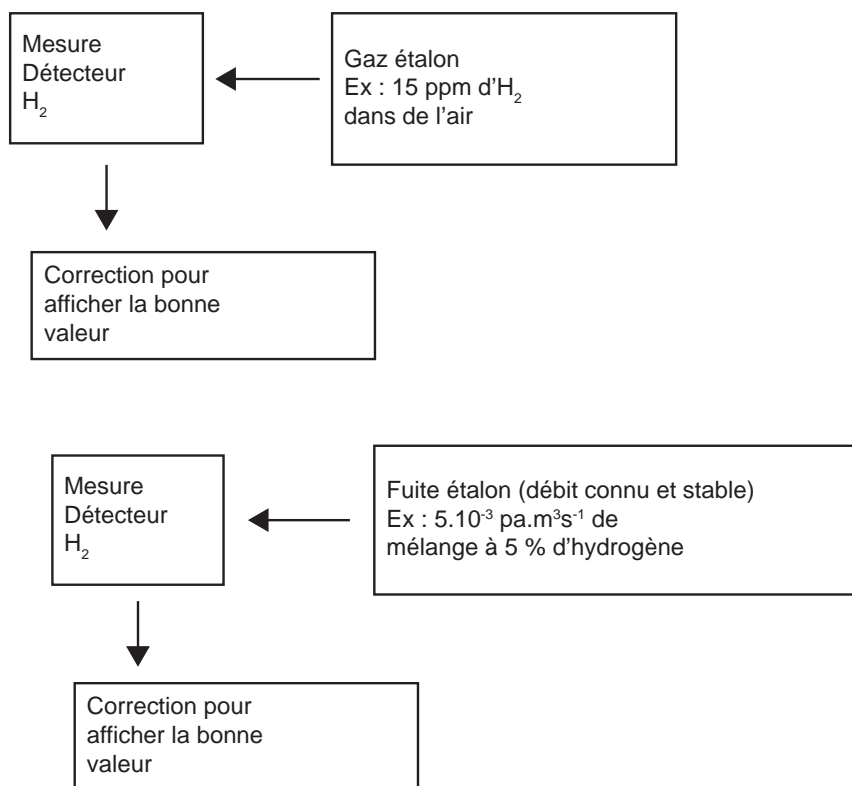 Mesure
Détecteur
H₂
Gaz étalon
Ex : 15 ppm d’H₂
dans de l’air
Correction pour
afficher la bonne
valeur
Mesure
Détecteur
H₂
Fuite étalon (débit connu et stable)
Ex : 5.10⁻³ pa.m³s⁻¹ de
mélange à 5 % d’hydrogène
Correction pour
afficher la bonne
valeur